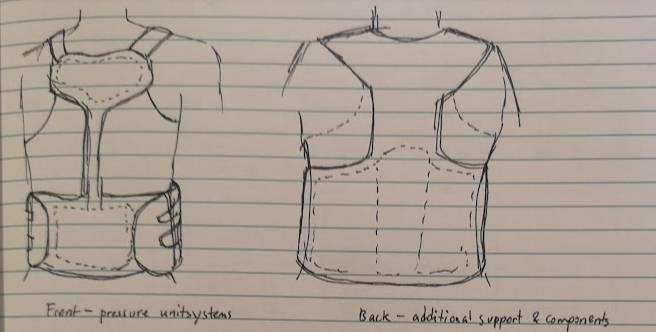 Front - pressure unitsystems
Back - additional support & components